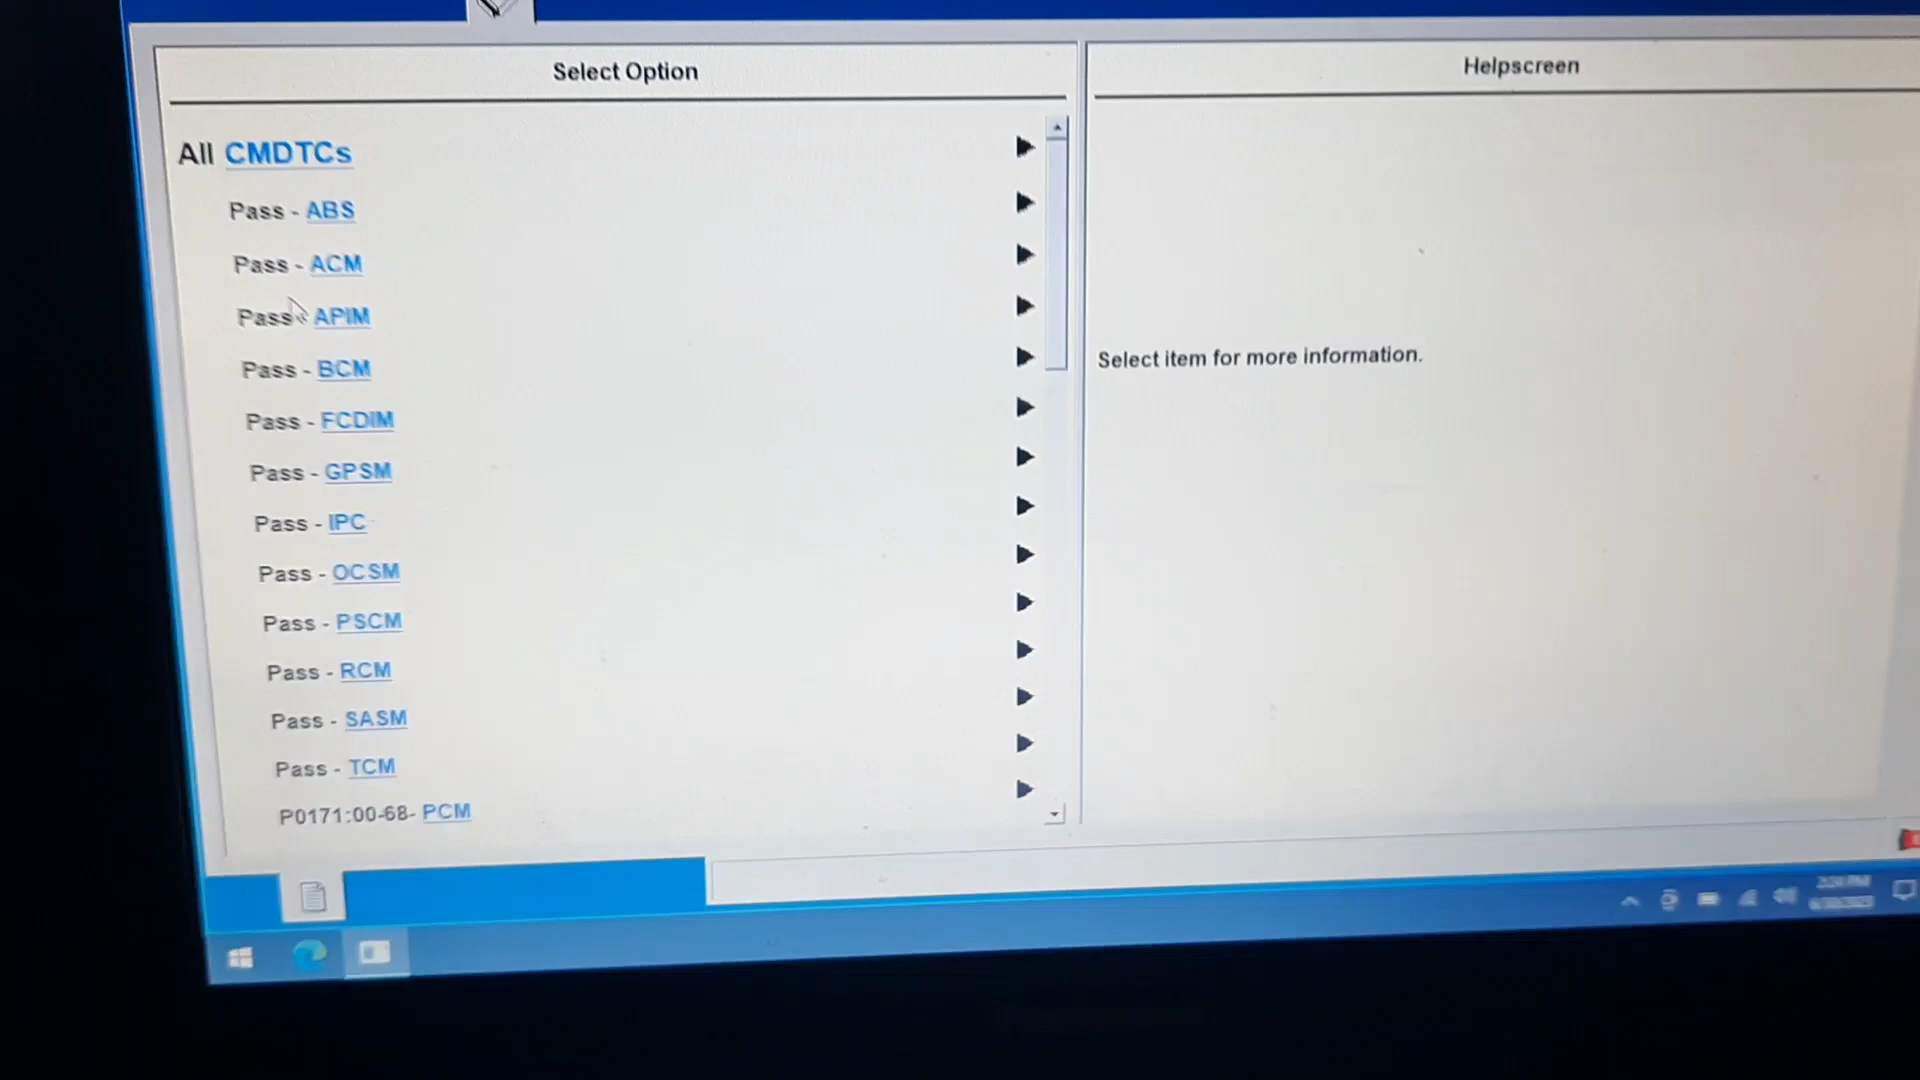 Select Option
Helpscreen
All CMDTCs
Pass - ABS
Pass - ACM
Pass - APIM
Pass - BCM
Pass - FCDIM
Pass - GPSM
Pass - IPC
Pass - OCSM
Pass - PSCM
Pass - RCM
Pass - SASM
Pass - TCM
P0171:00-68- PCM
Select item for more information.